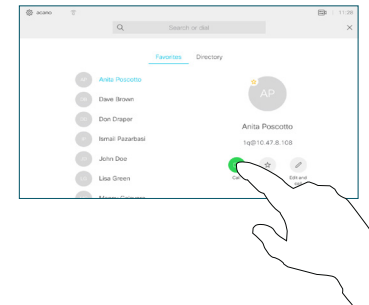 acano
11:38
Search or dial
Favorites Directory
AP Anita Poscotto
Dave Brown
Don Draper
Ismail Pazarbasi
John Doe
Lisa Green
AP
Anita Poscotto
1q@10.47.8.108
Edit and